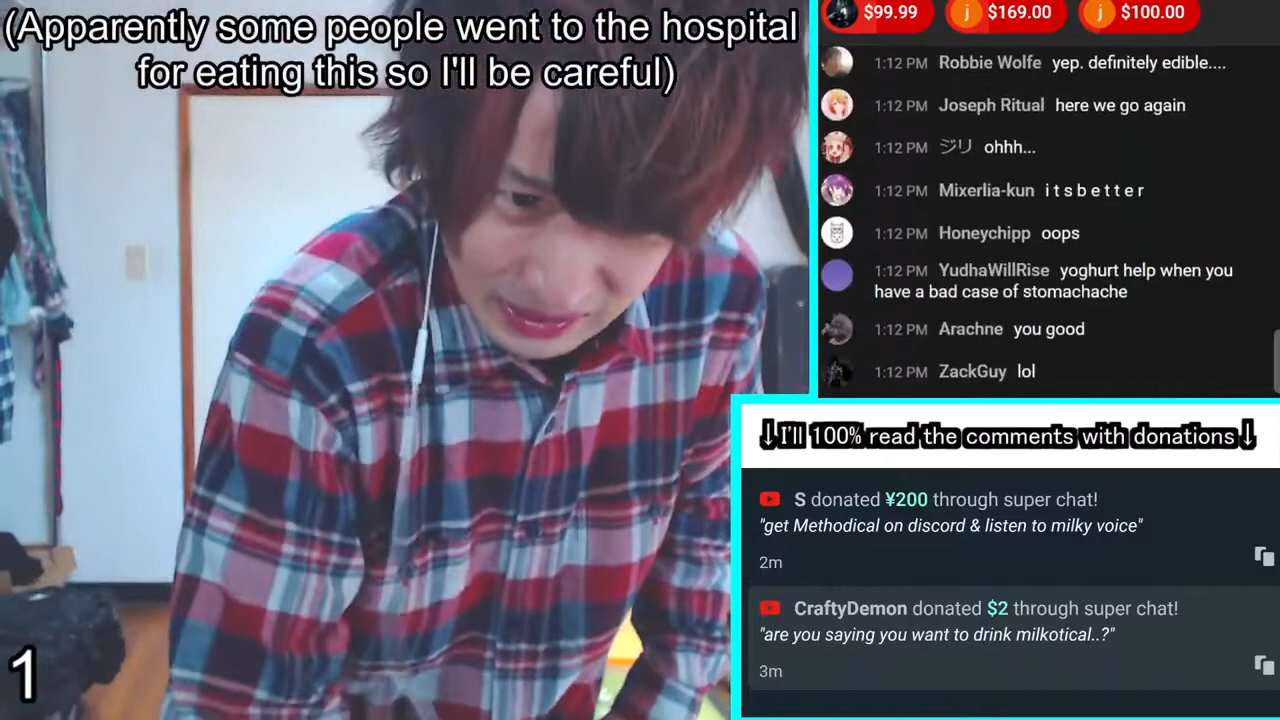 (Apparently some people went to the hospital
for eating this so I'll be careful)
1
$99.99
j $169.00
j $100.00
1:12 PM Robbie Wolfe yep. definitely edible....
1:12 PM Joseph Ritual here we go again
1:12 PM ジリ ohhh...
1:12 PM Mixerlia-kun i t s b e t t e r
1:12 PM Honeychipp oops
1:12 PM YudhaWillRise yoghurt help when you
have a bad case of stomachache
1:12 PM Arachne you good
1:12 PM ZackGuy lol
↓I'll 100% read the comments with donations↓
S donated ¥200 through super chat!
"get Methodical on discord & listen to milky voice"
2m
CraftyDemon donated $2 through super chat!
"are you saying you want to drink milkotical..?"
3m